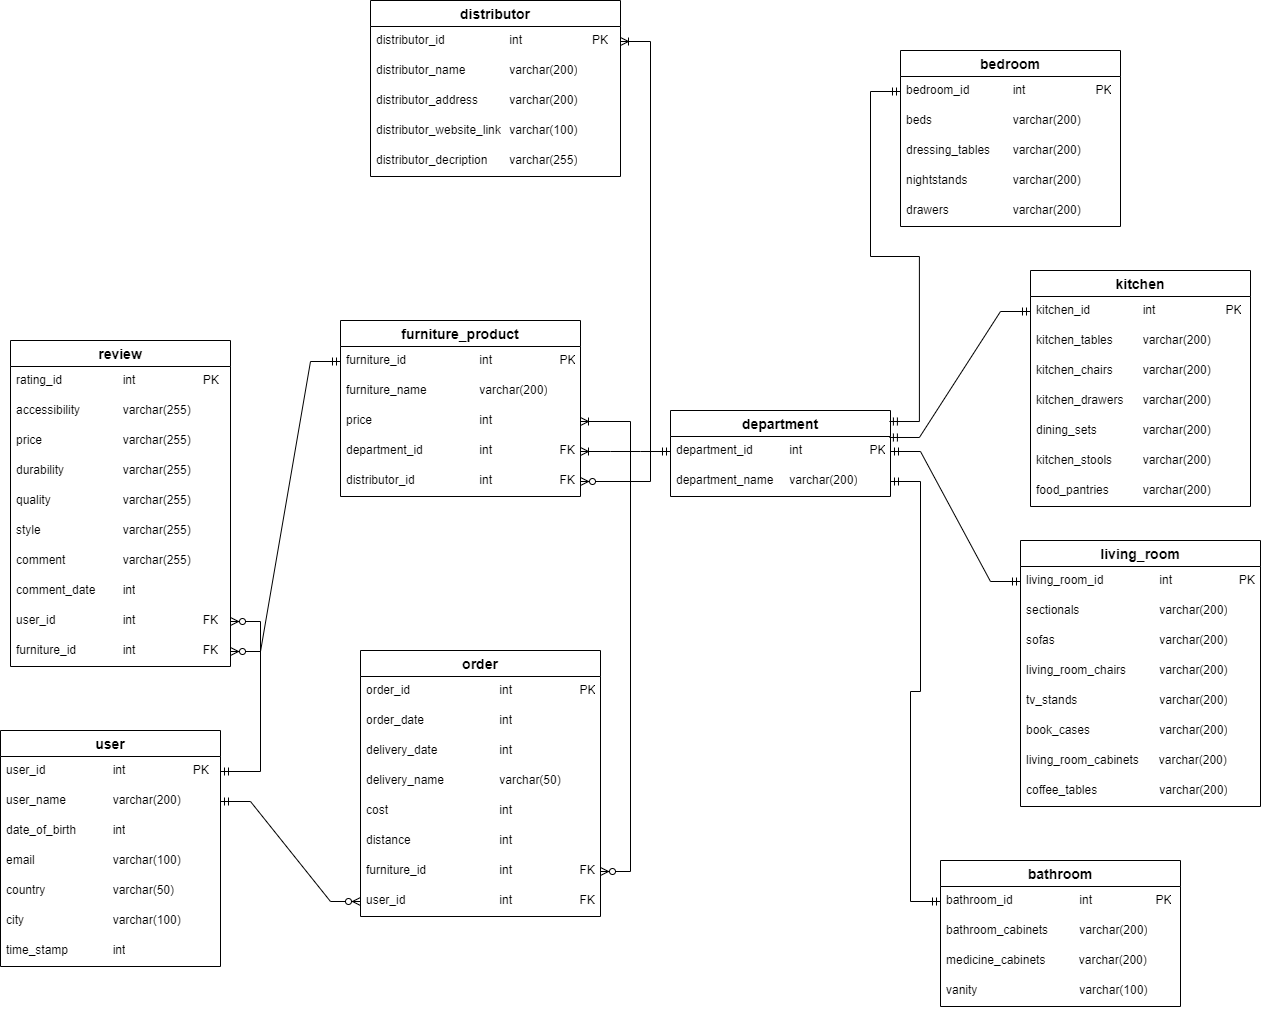 distributor
distributor_id int PK
distributor_name varchar(200)
distributor_address varchar(200)
distributor_website_link varchar(100)
distributor_decription varchar(255)
bedroom
bedroom_id int PK
beds varchar(200)
dressing_tables varchar(200)
nightstands varchar(200)
drawers varchar(200)
kitchen
kitchen_id int PK
kitchen_tables varchar(200)
kitchen_chairs varchar(200)
kitchen_drawers varchar(200)
dining_sets varchar(200)
kitchen_stools varchar(200)
food_pantries varchar(200)
furniture_product
furniture_id int PK
furniture_name varchar(200)
price int
department_id int FK
distributor_id int FK
review
rating_id int PK
accessibility varchar(255)
price varchar(255)
durability varchar(255)
quality varchar(255)
style varchar(255)
comment varchar(255)
comment_date int
user_id int FK
furniture_id int FK
department
department_id int PK
department_name varchar(200)
living_room
living_room_id int PK
sectionals varchar(200)
sofas varchar(200)
living_room_chairs varchar(200)
tv_stands varchar(200)
book_cases varchar(200)
living_room_cabinets varchar(200)
coffee_tables varchar(200)
order
order_id int PK
order_date int
delivery_date int
delivery_name varchar(50)
cost int
distance int
furniture_id int FK
user_id int FK
user
user_id int PK
user_name varchar(200)
date_of_birth int
email varchar(100)
country varchar(50)
city varchar(100)
time_stamp int
bathroom
bathroom_id int PK
bathroom_cabinets varchar(200)
medicine_cabinets varchar(200)
vanity varchar(100)